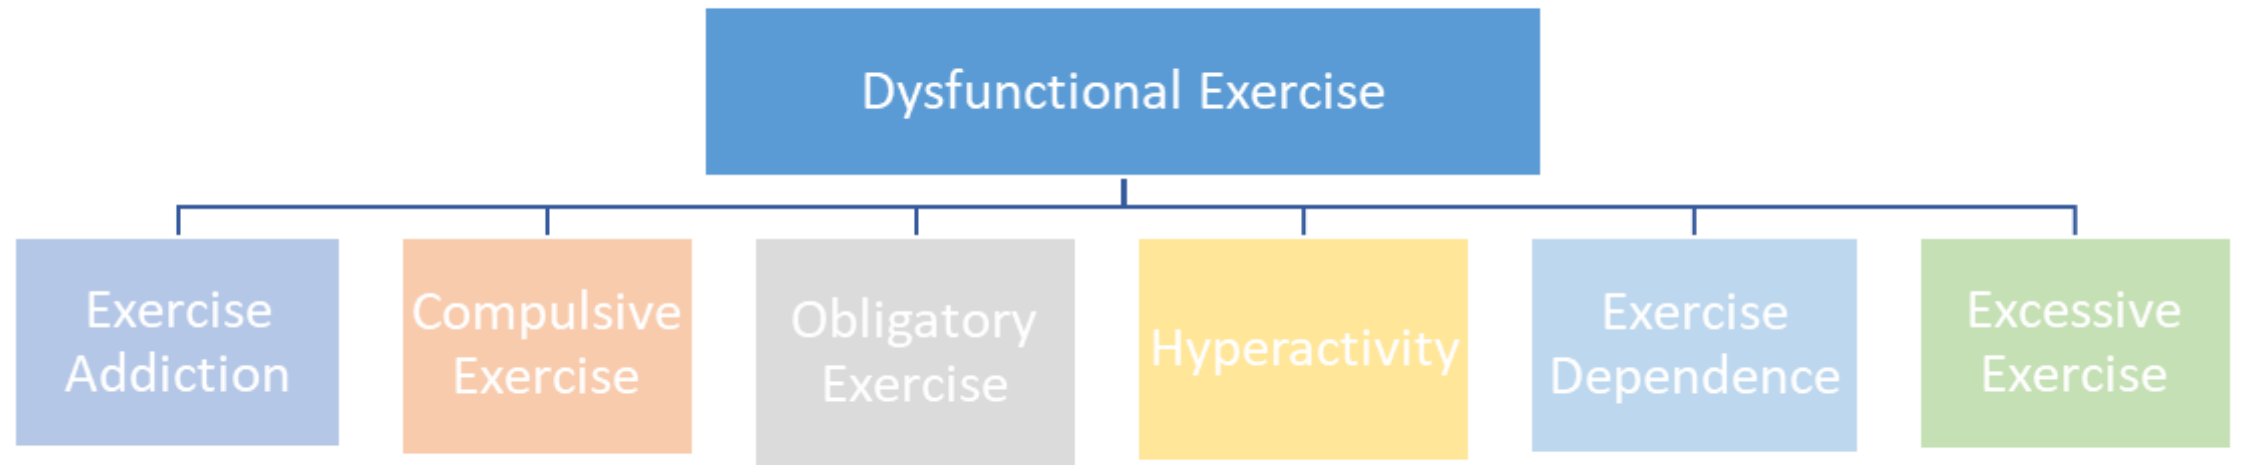 Dysfunctional Exercise
Exercise
Addiction
Compulsive
Exercise
Obligatory
Exercise
Hyperactivity
Exercise
Dependence
Excessive
Exercise